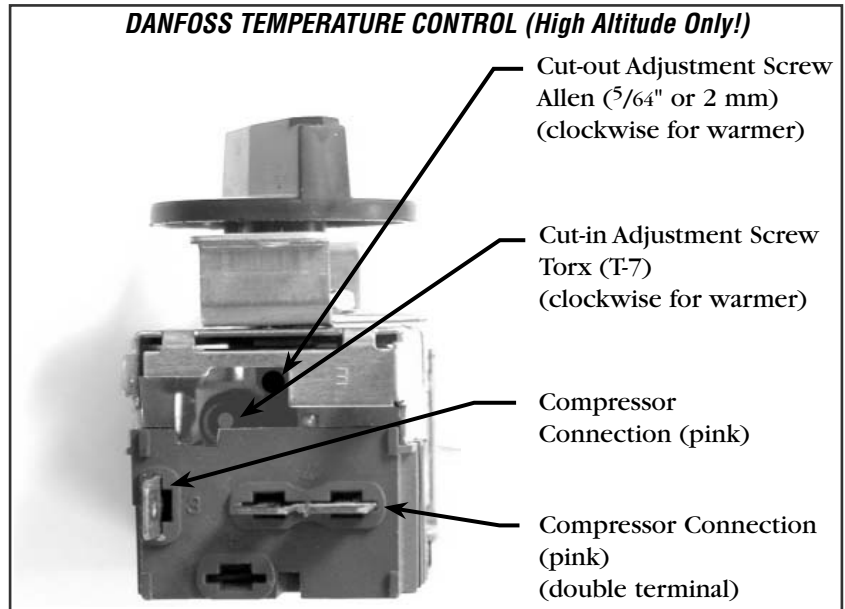 DANFOSS TEMPERATURE CONTROL (High Altitude Only!)
Cut-out Adjustment Screw
Allen (5/64" or 2 mm)
(clockwise for warmer)
Cut-in Adjustment Screw
Torx (T-7)
(clockwise for warmer)
Compressor
Connection (pink)
Compressor Connection
(pink)
(double terminal)